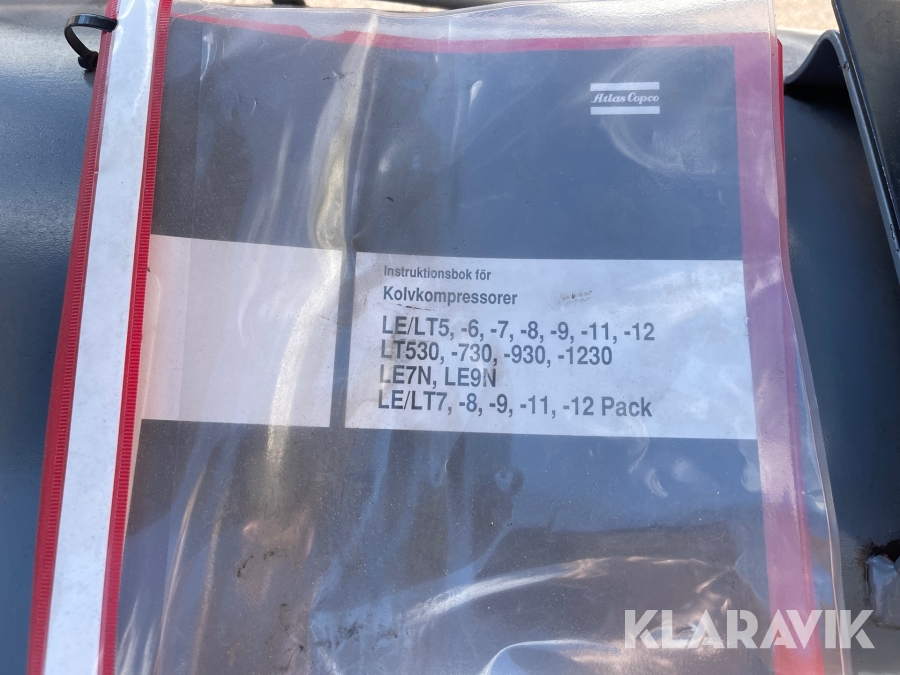 Atlas Copco
Instruktionsbok för
Kolvkompressorer
LE/LT5, -6, -7, -8, -9, -11, -12
LT530, -730, -930, -1230
LE7N, LE9N
LE/LT7, -8, -9, -11, -12 Pack
KLARAVIK